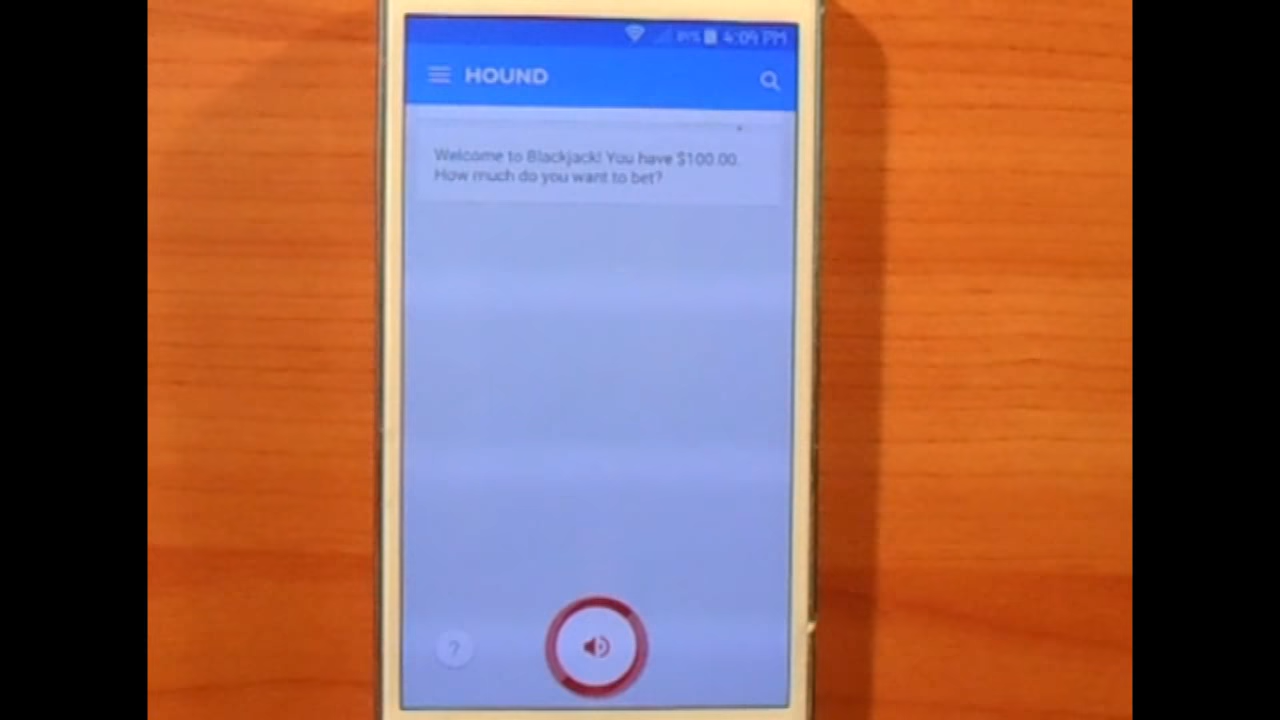 4:09 PM
HOUND
Welcome to Blackjack! You have $100.00.
How much do you want to bet?
?